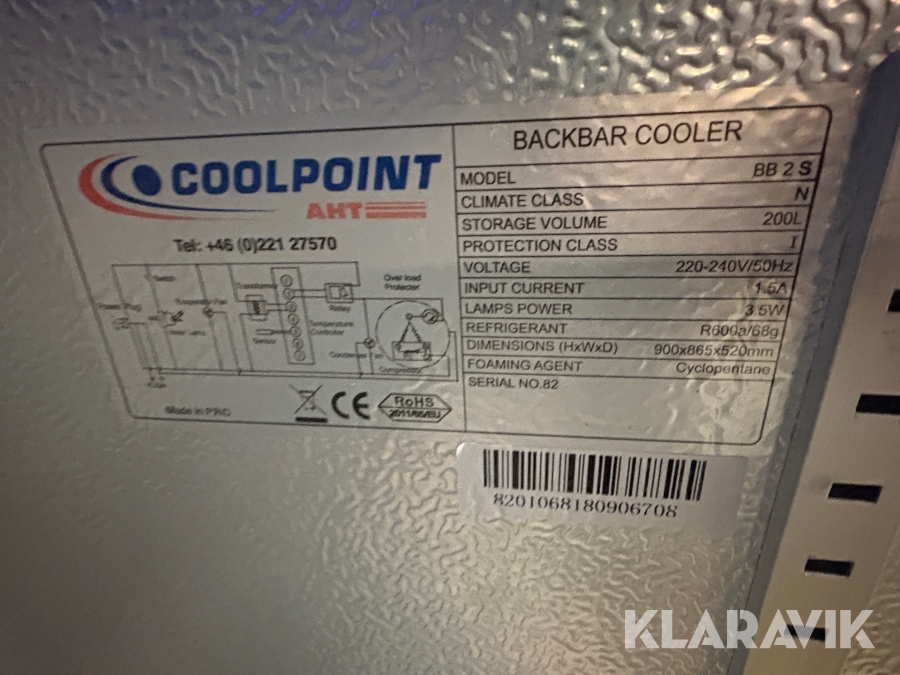 COOLPOINT
AHT
Tel: +46 (0)221 27570
Switch
Transformer
Over load
Protector
Power Plug
Evaporator Fan
Relay
Temperature
Controller
Sensor
Condenser Fan
Compressor
Made in PRC
CE
RoHS
2011/65/EU
BACKBAR COOLER
MODEL BB 2 S
CLIMATE CLASS N
STORAGE VOLUME 200L
PROTECTION CLASS I
VOLTAGE 220-240V/50Hz
INPUT CURRENT 1.5A
LAMPS POWER 3.5W
REFRIGERANT R600a/68g
DIMENSIONS (HxWxD) 900x865x520mm
FOAMING AGENT Cyclopentane
SERIAL NO.82
8201068180906708
KLARAVIK